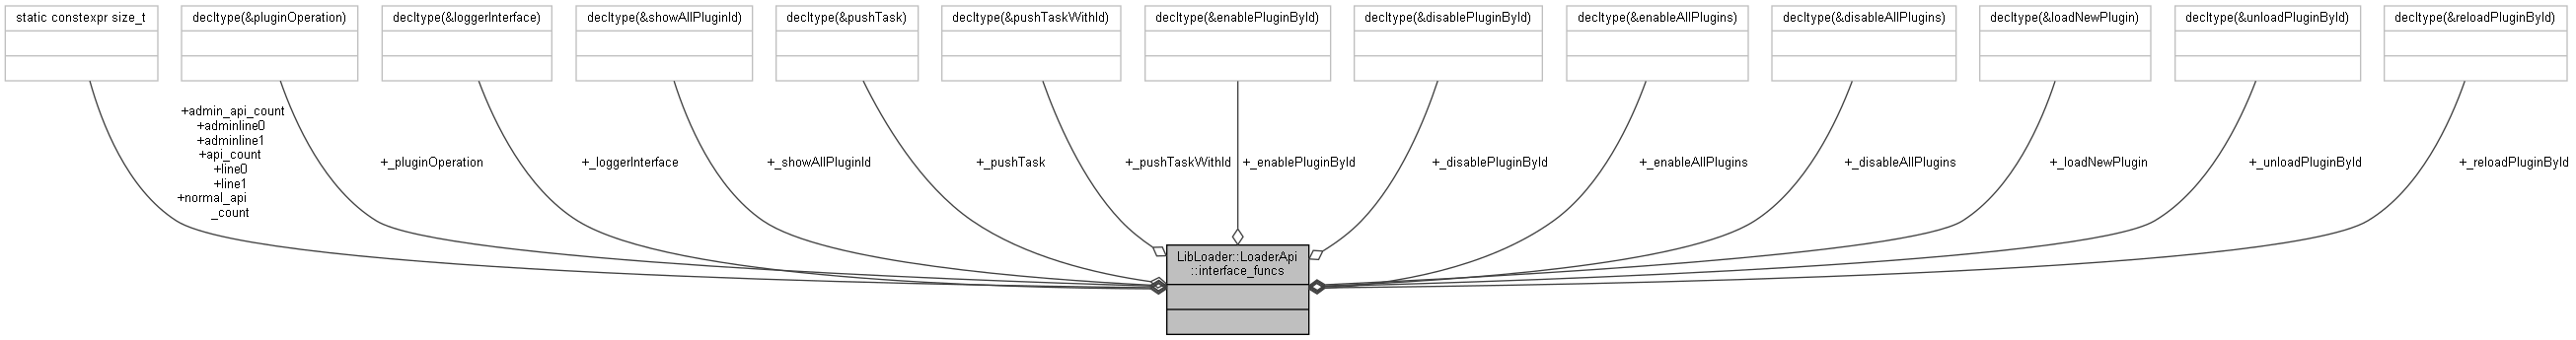 static constexpr size_t
decltype(&pluginOperation)
decltype(&loggerInterface)
decltype(&showAllPluginId)
decltype(&pushTask)
decltype(&pushTaskWithId)
decltype(&enablePluginById)
decltype(&disablePluginById)
decltype(&enableAllPlugins)
decltype(&disableAllPlugins)
decltype(&loadNewPlugin)
decltype(&unloadPluginById)
decltype(&reloadPluginById)
+admin_api_count
+adminline0
+adminline1
+api_count
+line0
+line1
+normal_api
_count
+_pluginOperation
+_loggerInterface
+_showAllPluginId
+_pushTask
+_pushTaskWithId
+_enablePluginById
+_disablePluginById
+_enableAllPlugins
+_disableAllPlugins
+_loadNewPlugin
+_unloadPluginById
+_reloadPluginById
LibLoader::LoaderApi
::interface_funcs